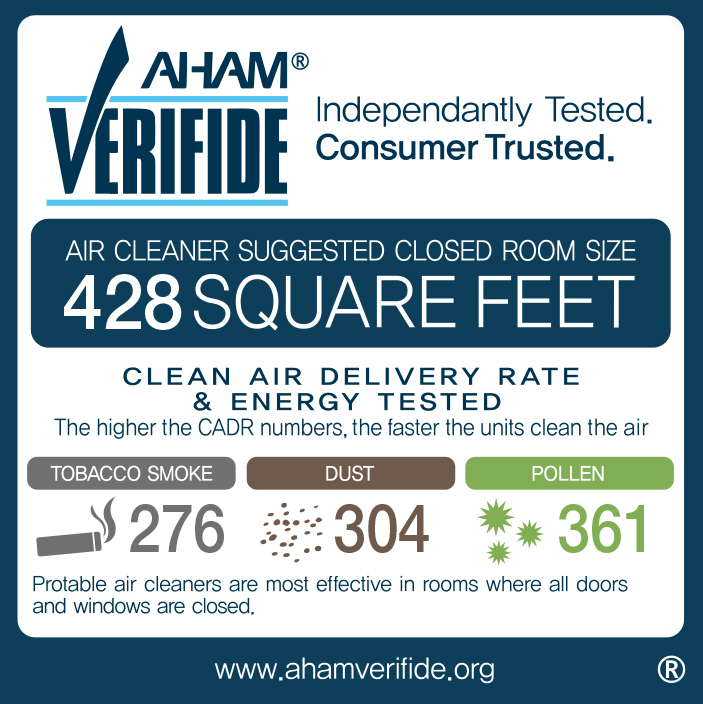 AHAM®
VERIFIDE
Independantly Tested.
Consumer Trusted.
AIR CLEANER SUGGESTED CLOSED ROOM SIZE
428 SQUARE FEET
CLEAN AIR DELIVERY RATE
& ENERGY TESTED
The higher the CADR numbers, the faster the units clean the air
TOBACCO SMOKE
276
DUST
304
POLLEN
361
Protable air cleaners are most effective in rooms where all doors
and windows are closed.
www.ahamverifide.org
®